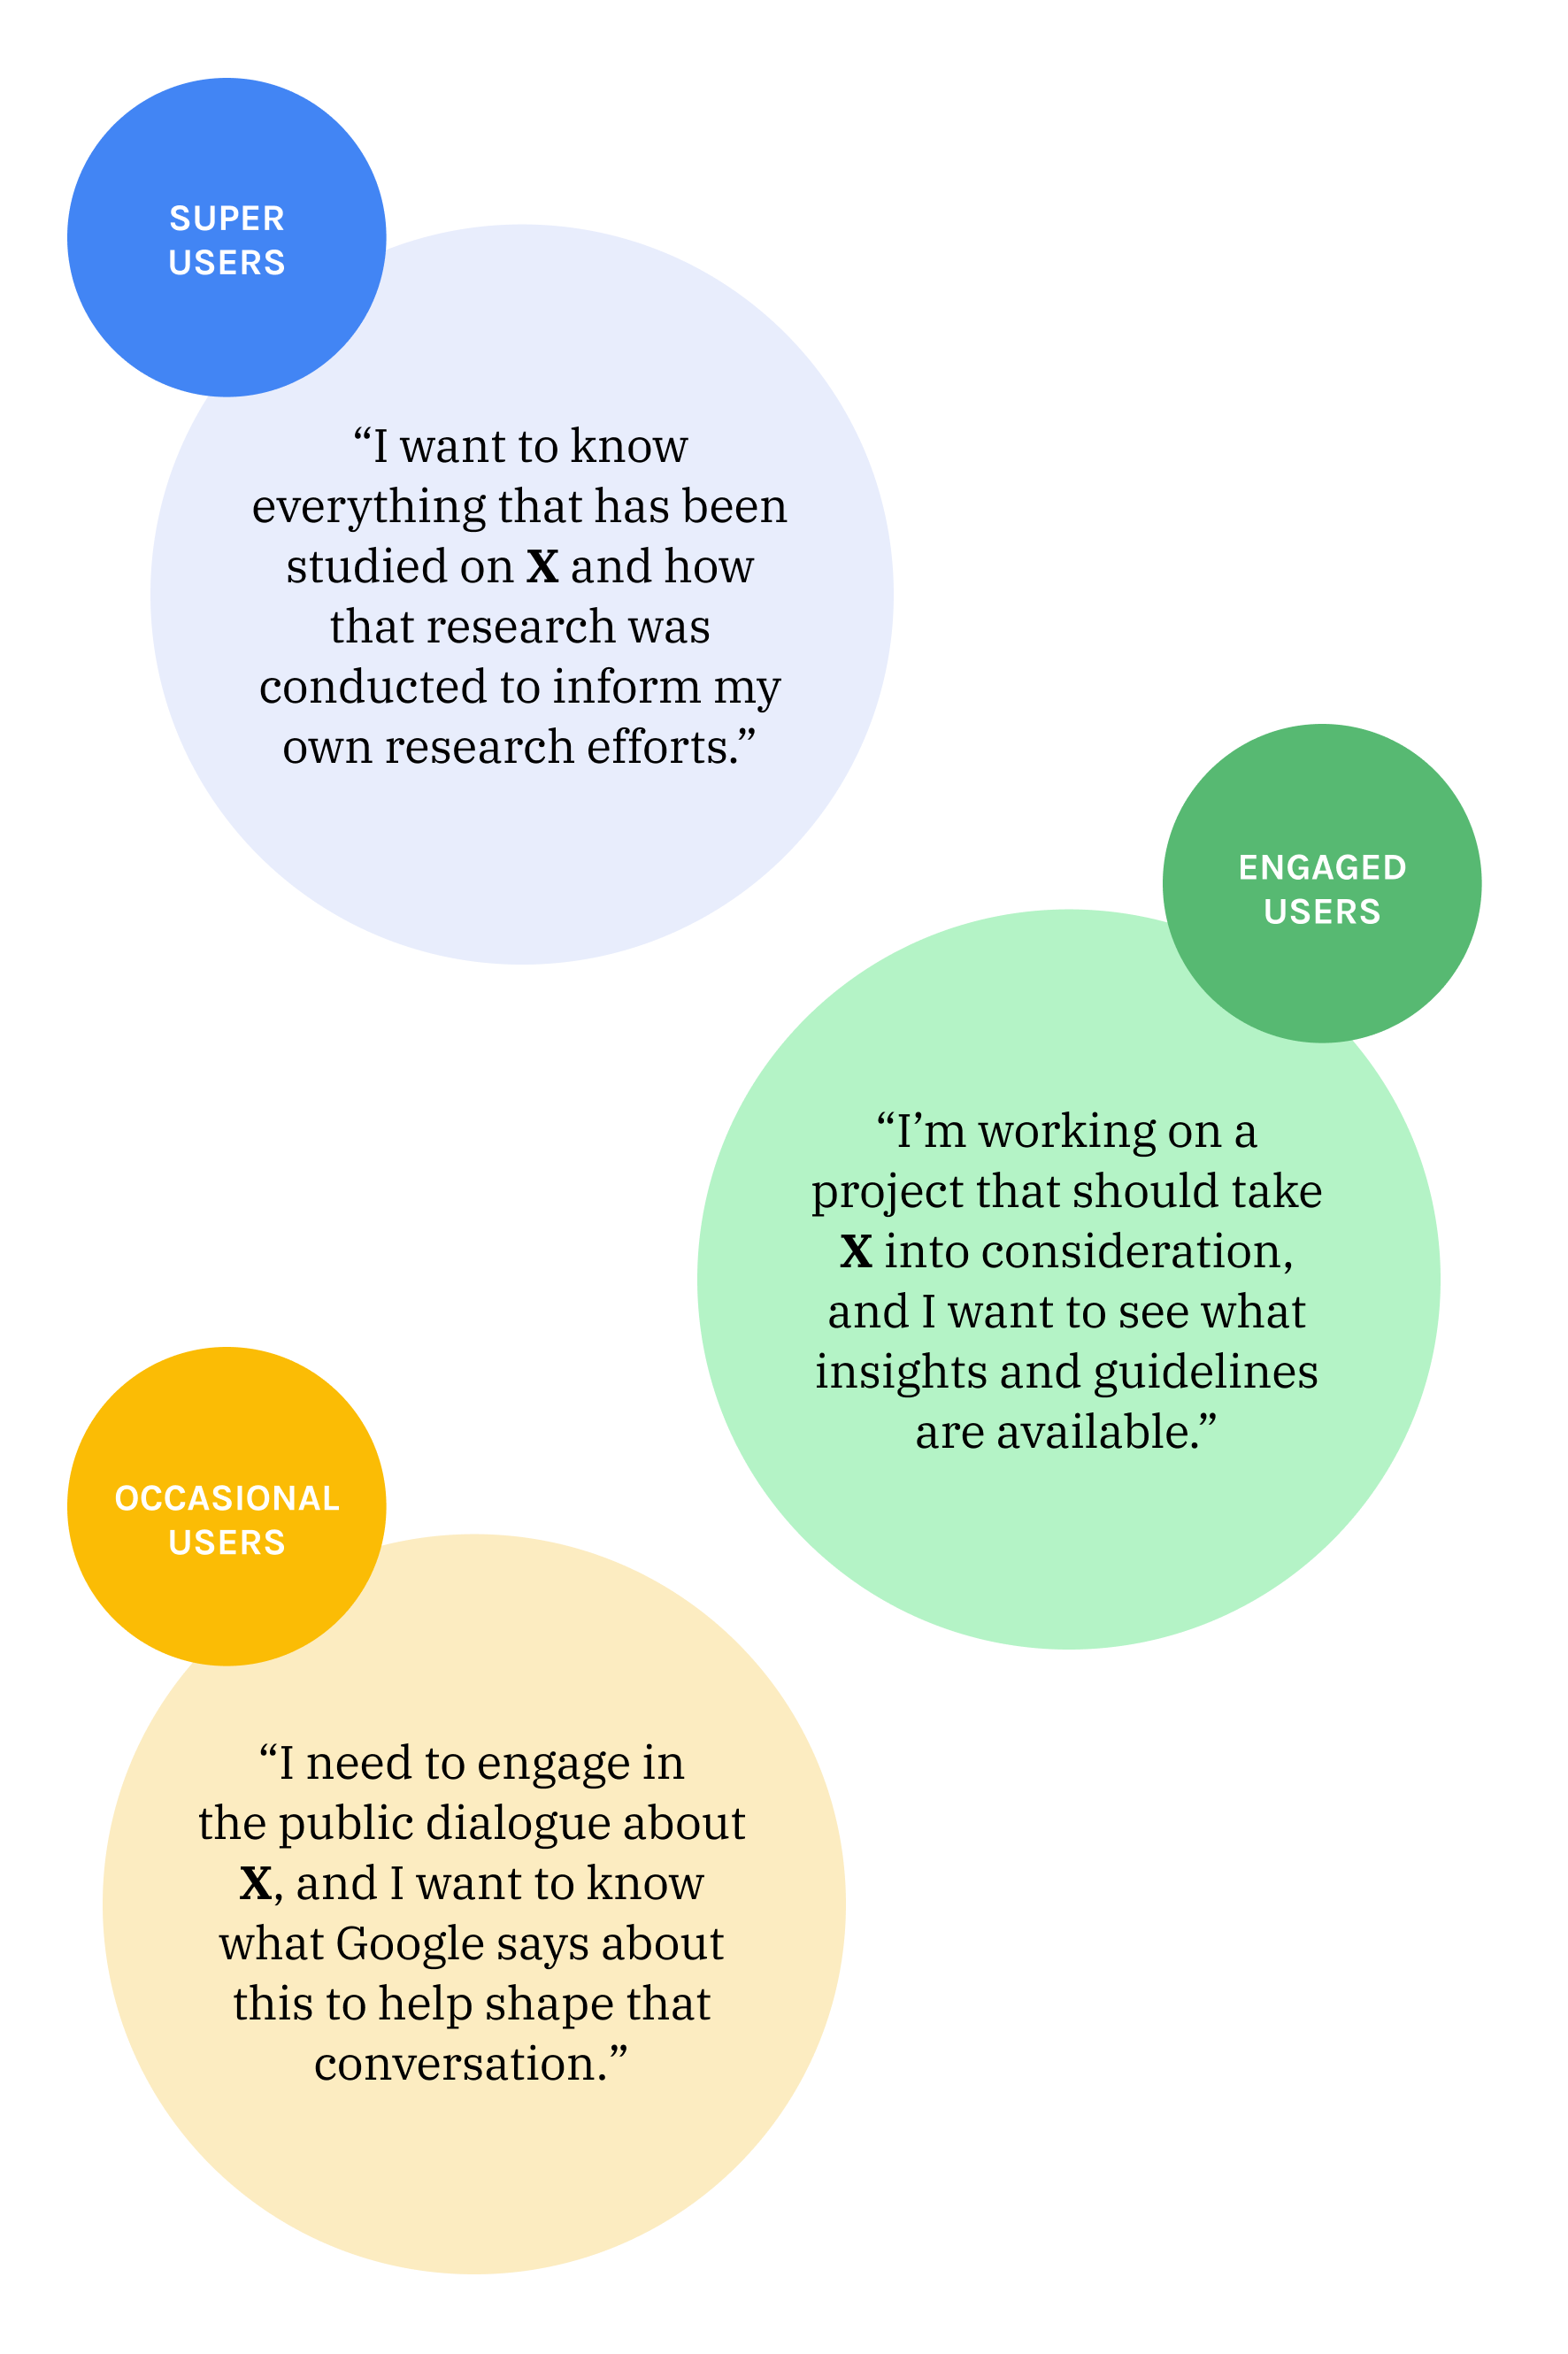 SUPER
USERS
“I want to know
everything that has been
studied on X and how
that research was
conducted to inform my
own research efforts.”
ENGAGED
USERS
“I’m working on a
project that should take
X into consideration,
and I want to see what
insights and guidelines
are available.”
OCCASIONAL
USERS
“I need to engage in
the public dialogue about
X, and I want to know
what Google says about
this to help shape that
conversation.”